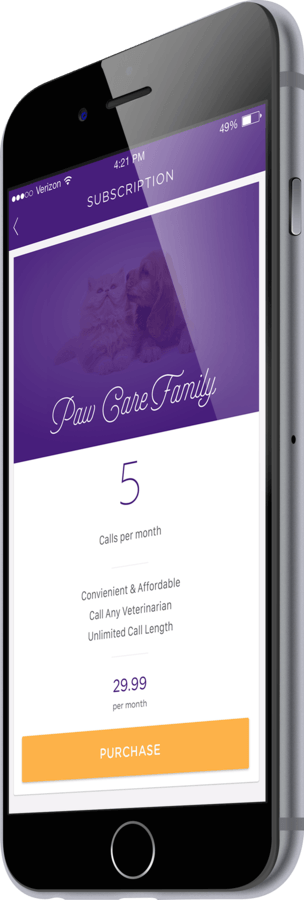 ●●●○○ Verizon 4:21 PM 49%
SUBSCRIPTION
Paw Care Family
5
Calls per month
Convienient & Affordable
Call Any Veterinarian
Unlimited Call Length
29.99
per month
PURCHASE